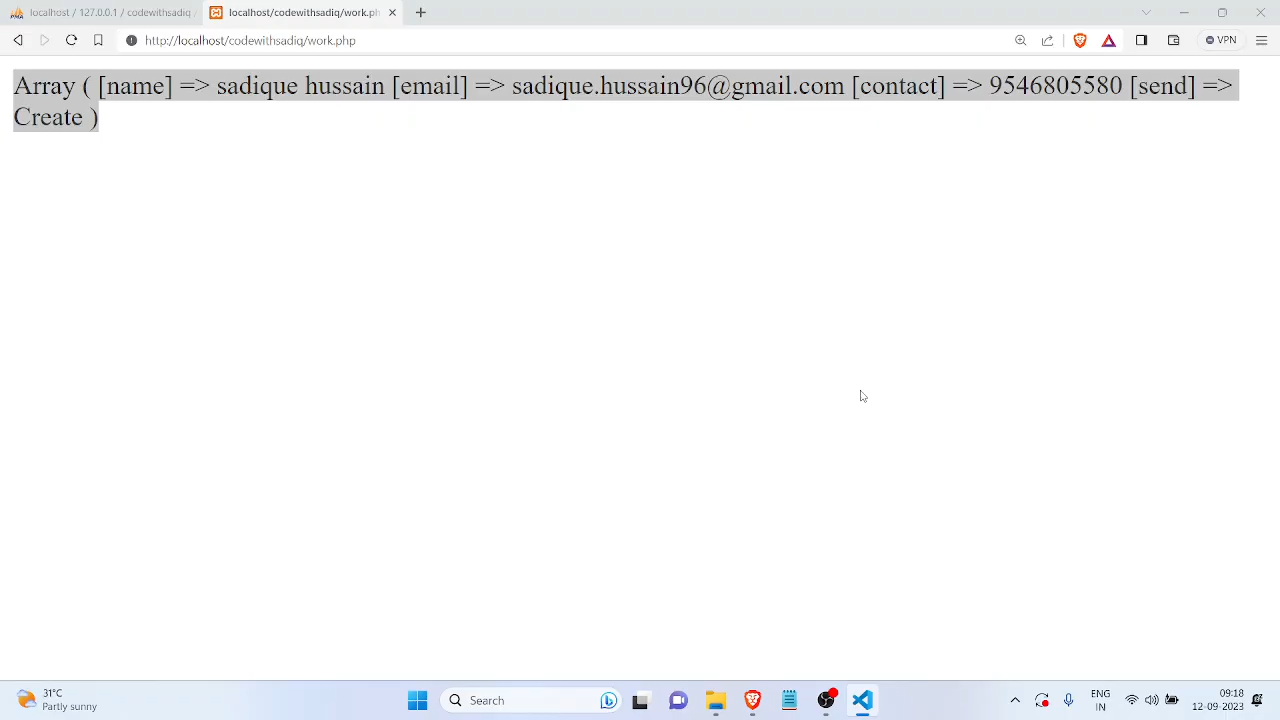 localhost / 127.0.0.1 / codewithsadiq /
localhost/codewithsadiq/work.ph
http://localhost/codewithsadiq/work.php
VPN
Array ( [name] => sadique hussain [email] => sadique.hussain96@gmail.com [contact] => 9546805580 [send] =>
Create )
31°C
Partly sunny
Search
ENG
IN
09:18
12-09-2023